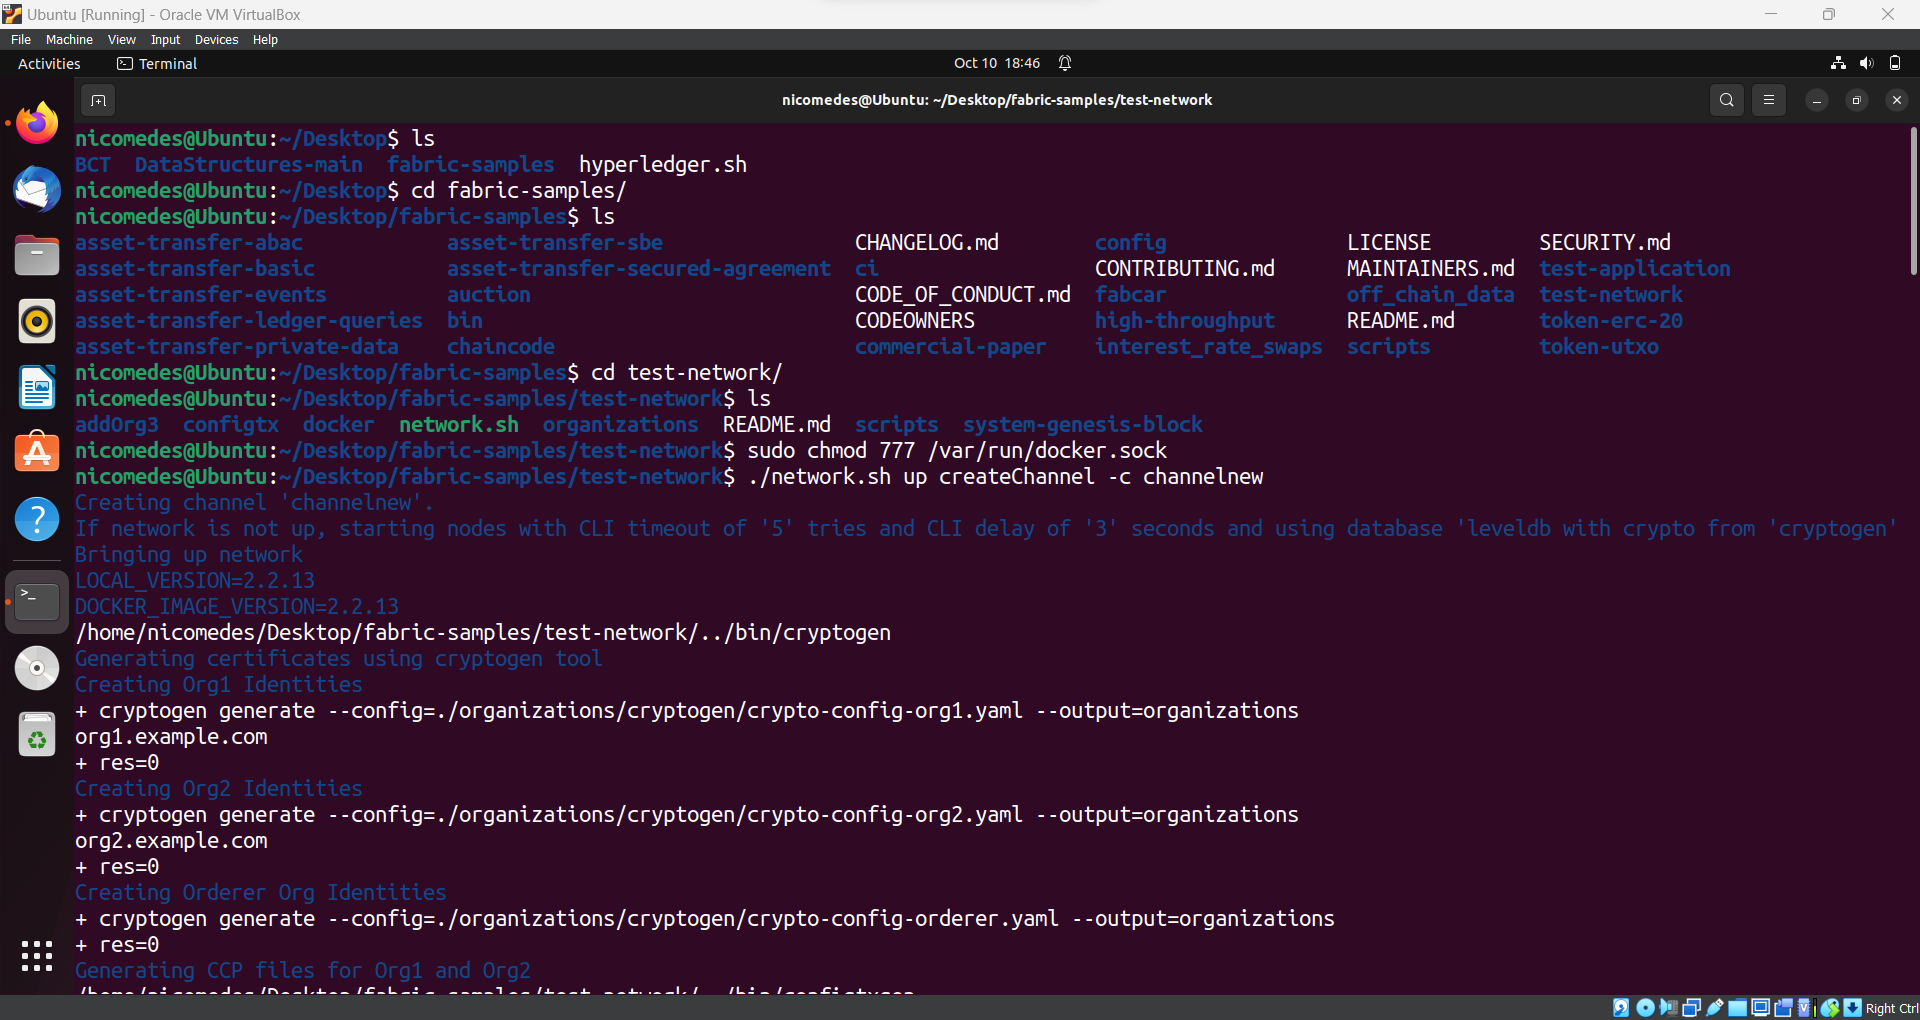 Ubuntu [Running] - Oracle VM VirtualBox
File Machine View Input Devices Help
Activities Terminal Oct 10 18:46
nicomedes@Ubuntu: ~/Desktop/fabric-samples/test-network
nicomedes@Ubuntu:~/Desktop$ ls
BCT DataStructures-main fabric-samples hyperledger.sh
nicomedes@Ubuntu:~/Desktop$ cd fabric-samples/
nicomedes@Ubuntu:~/Desktop/fabric-samples$ ls
asset-transfer-abac asset-transfer-sbe CHANGELOG.md config LICENSE SECURITY.md
asset-transfer-basic asset-transfer-secured-agreement ci CONTRIBUTING.md MAINTAINERS.md test-application
asset-transfer-events auction CODE_OF_CONDUCT.md fabcar off_chain_data test-network
asset-transfer-ledger-queries bin CODEOWNERS high-throughput README.md token-erc-20
asset-transfer-private-data chaincode commercial-paper interest_rate_swaps scripts token-utxo
nicomedes@Ubuntu:~/Desktop/fabric-samples$ cd test-network/
nicomedes@Ubuntu:~/Desktop/fabric-samples/test-network$ ls
addOrg3 configtx docker network.sh organizations README.md scripts system-genesis-block
nicomedes@Ubuntu:~/Desktop/fabric-samples/test-network$ sudo chmod 777 /var/run/docker.sock
nicomedes@Ubuntu:~/Desktop/fabric-samples/test-network$ ./network.sh up createChannel -c channelnew
Creating channel 'channelnew'.
If network is not up, starting nodes with CLI timeout of '5' tries and CLI delay of '3' seconds and using database 'leveldb with crypto from 'cryptogen'
Bringing up network
LOCAL_VERSION=2.2.13
DOCKER_IMAGE_VERSION=2.2.13
/home/nicomedes/Desktop/fabric-samples/test-network/../bin/cryptogen
Generating certificates using cryptogen tool
Creating Org1 Identities
+ cryptogen generate --config=./organizations/cryptogen/crypto-config-org1.yaml --output=organizations
org1.example.com
+ res=0
Creating Org2 Identities
+ cryptogen generate --config=./organizations/cryptogen/crypto-config-org2.yaml --output=organizations
org2.example.com
+ res=0
Creating Orderer Org Identities
+ cryptogen generate --config=./organizations/cryptogen/crypto-config-orderer.yaml --output=organizations
+ res=0
Generating CCP files for Org1 and Org2
/home/nicomedes/Desktop/fabric-samples/test-network/../bin/configtxgen
Right Ctrl